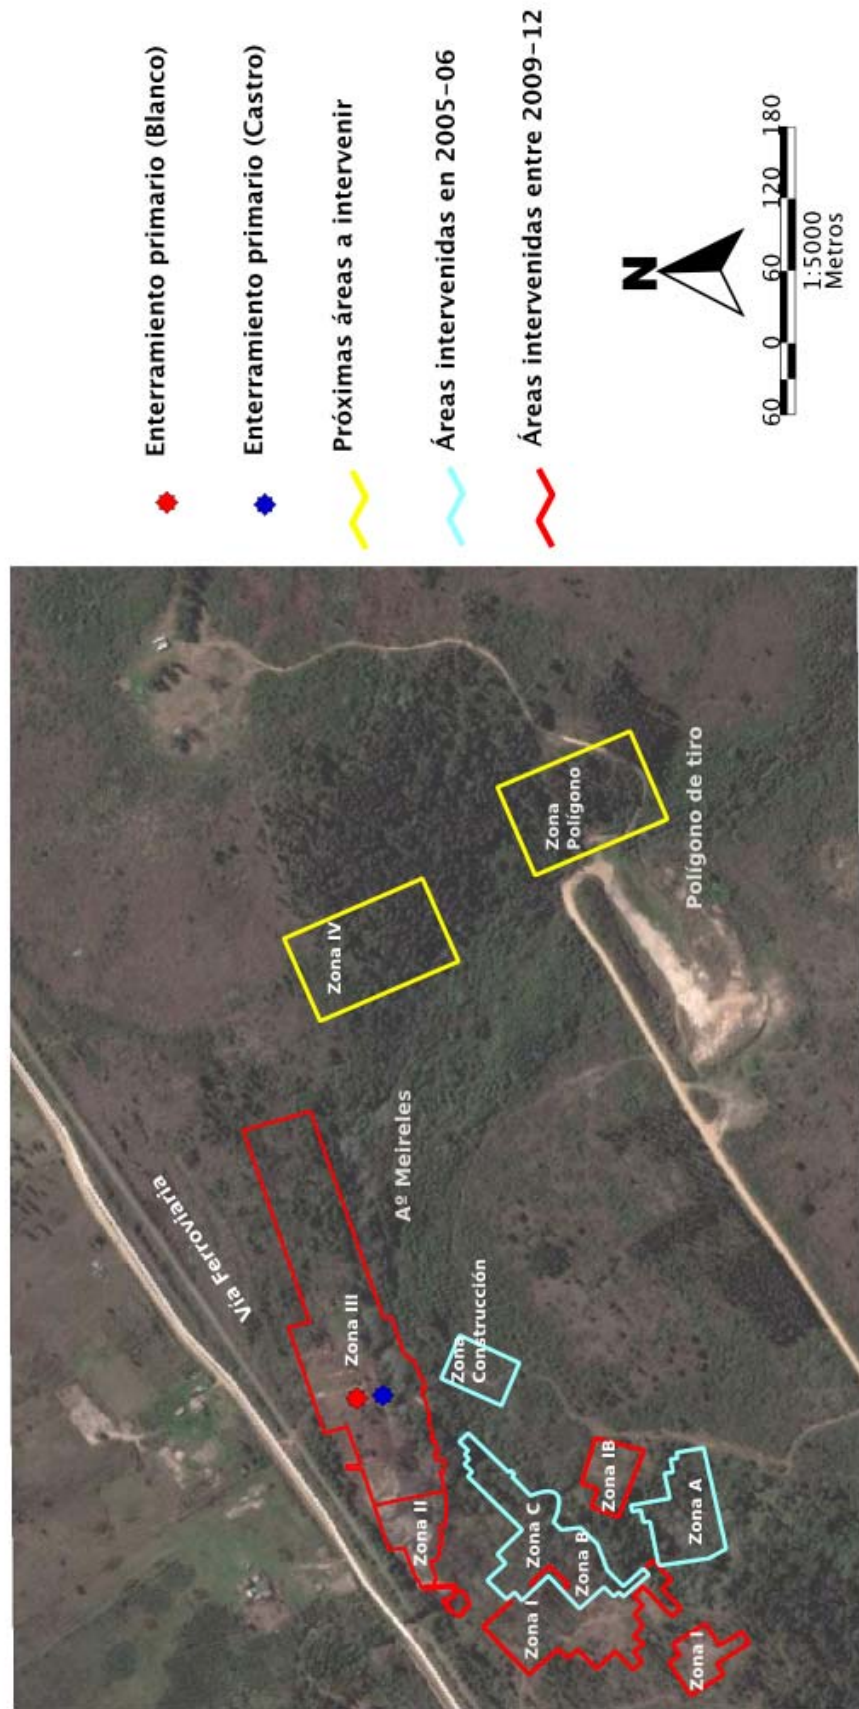 Enterramiento primario (Blanco)
Enterramiento primario (Castro)
Próximas áreas a intervenir
Áreas intervenidas en 2005-06
Áreas intervenidas entre 2009-12
N
60 0 60 120 180
1:5000
Metros
Vía Ferroviaria
Zona IV
Zona
Polígono
Polígono de tiro
Aº Meireles
Zona III
Zona
Construcción
Zona II
Zona C
Zona IB
Zona B
Zona A
Zona I
Zona I